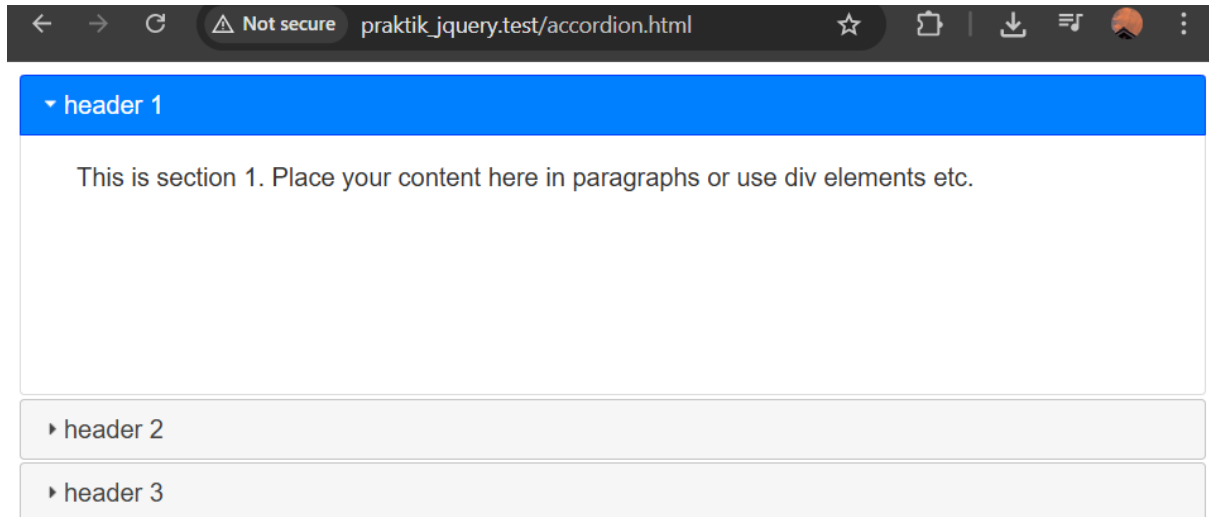 Not secure praktik_jquery.test/accordion.html
header 1
This is section 1. Place your content here in paragraphs or use div elements etc.
header 2
header 3